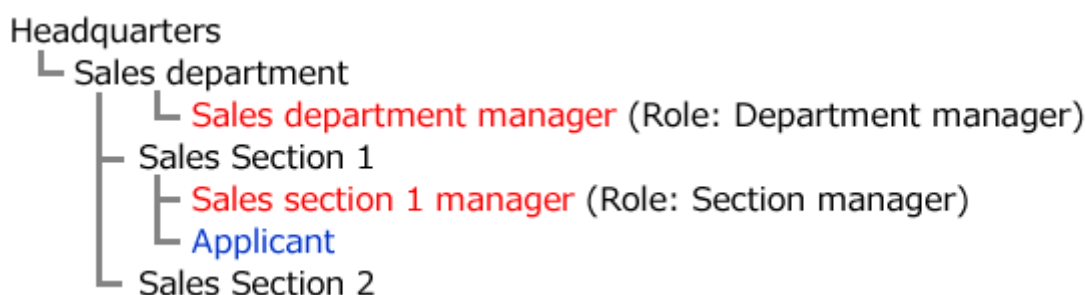 Headquarters
Sales department
Sales department manager (Role: Department manager)
Sales Section 1
Sales section 1 manager (Role: Section manager)
Applicant
Sales Section 2